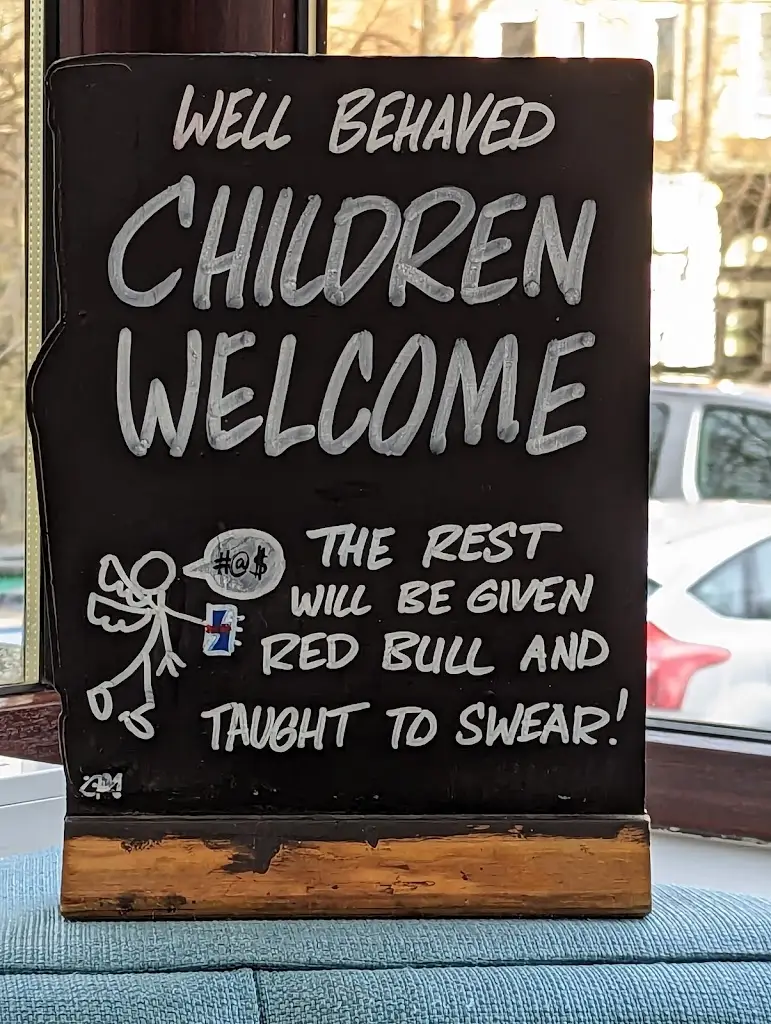 WELL BEHAVED
CHILDREN
WELCOME
#@$
THE REST
WILL BE GIVEN
RED BULL AND
TAUGHT TO SWEAR!